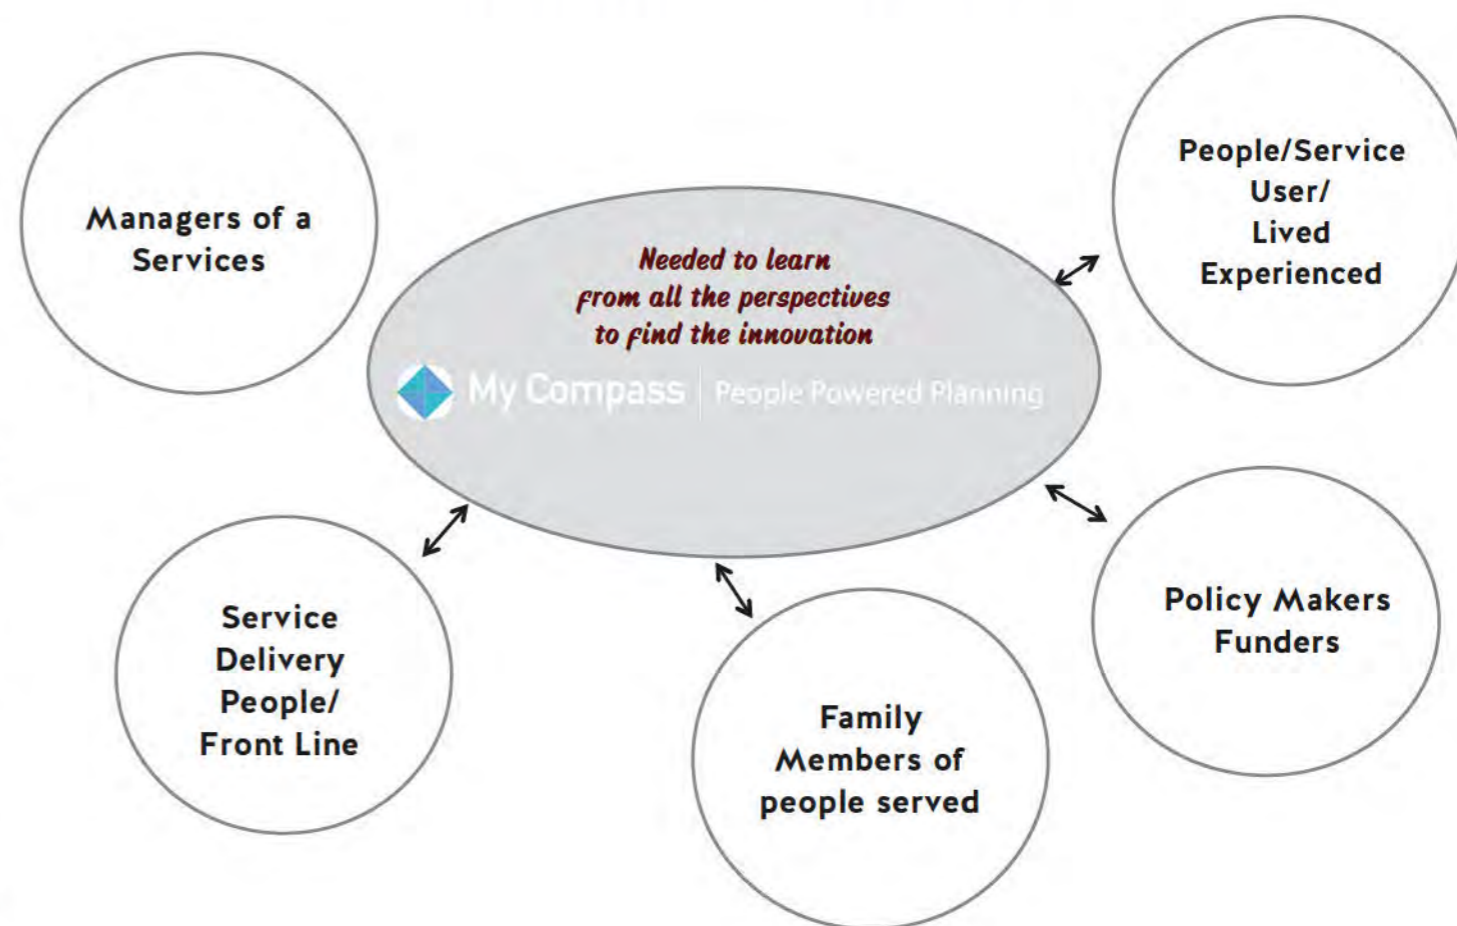 Managers of a
Services
People/Service
User/
Lived
Experienced
Needed to learn
from all the perspectives
to find the innovation
My Compass | People Powered Planning
Service
Delivery
People/
Front Line
Family
Members of
people served
Policy Makers
Funders